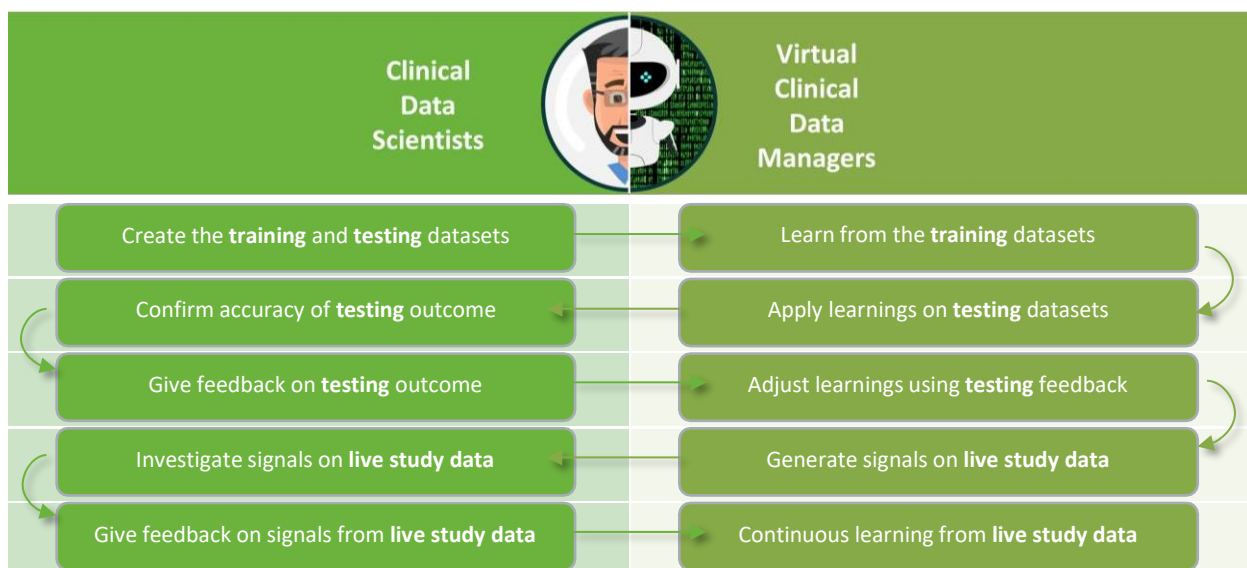 Clinical
Data
Scientists
Virtual
Clinical
Data
Managers
Create the training and testing datasets
Learn from the training datasets
Confirm accuracy of testing outcome
Apply learnings on testing datasets
Give feedback on testing outcome
Adjust learnings using testing feedback
Investigate signals on live study data
Generate signals on live study data
Give feedback on signals from live study data
Continuous learning from live study data